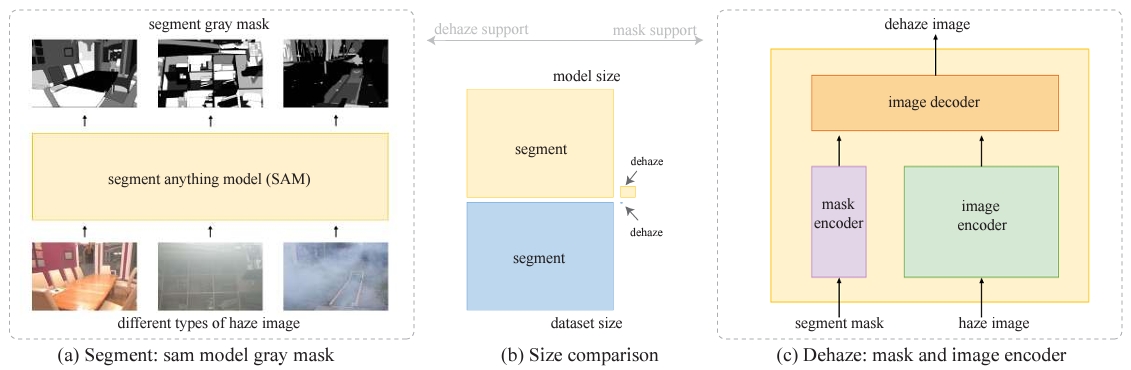 segment gray mask
segment anything model (SAM)
different types of haze image
(a) Segment: sam model gray mask
dehaze support
mask support
model size
segment
dehaze
dehaze
segment
dataset size
(b) Size comparison
dehaze image
image decoder
mask
encoder
image
encoder
segment mask
haze image
(c) Dehaze: mask and image encoder